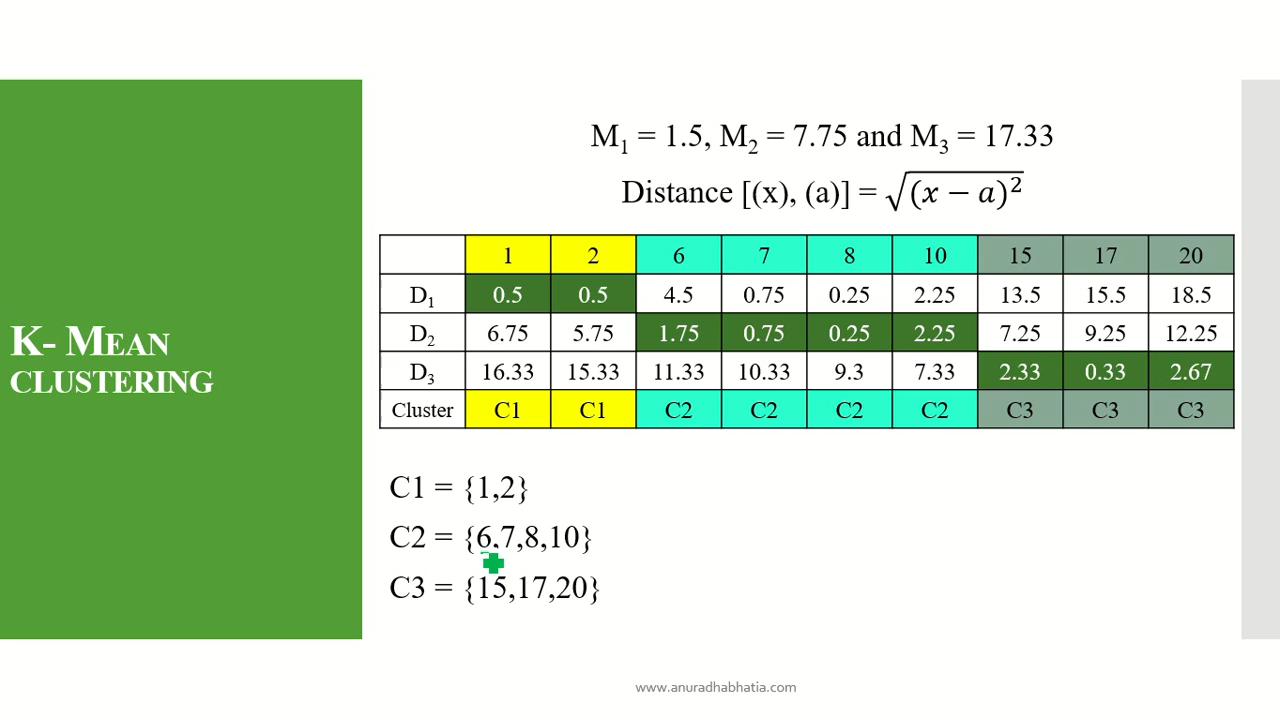 M₁ = 1.5, M₂ = 7.75 and M₃ = 17.33
Distance [(x), (a)] = √(x − a)²
1 2 6 7 8 10 15 17 20
D₁ 0.5 0.5 4.5 0.75 0.25 2.25 13.5 15.5 18.5
D₂ 6.75 5.75 1.75 0.75 0.25 2.25 7.25 9.25 12.25
D₃ 16.33 15.33 11.33 10.33 9.3 7.33 2.33 0.33 2.67
Cluster C1 C1 C2 C2 C2 C2 C3 C3 C3
K- MEAN
CLUSTERING
C1 = {1,2}
C2 = {6,7,8,10}
C3 = {15,17,20}
www.anuradhabhatia.com